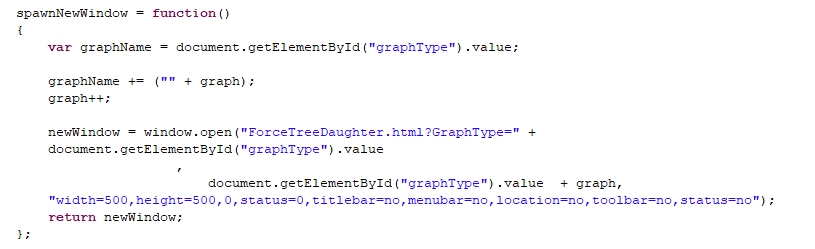 spawnNewWindow = function()
{
    var graphName = document.getElementById("graphType").value;

    graphName += ("" + graph);
    graph++;

    newWindow = window.open("ForceTreeDaughter.html?GraphType=" +
    document.getElementById("graphType").value
                    ,
                        document.getElementById("graphType").value  + graph,
    "width=500,height=500,0,status=0,titlebar=no,menubar=no,location=no,toolbar=no,status=no");
    return newWindow;
};